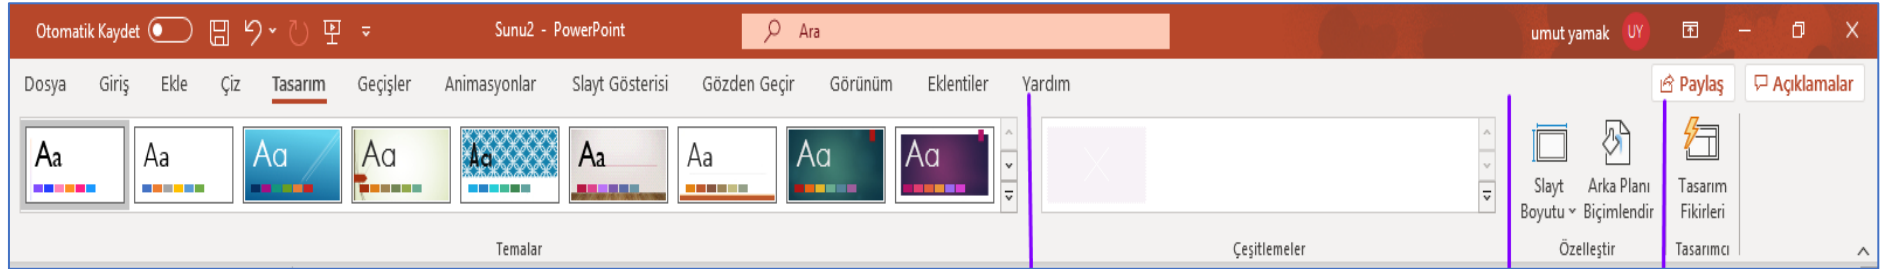 Otomatik Kaydet
Sunu2 - PowerPoint
Ara
umut yamak UY
Dosya Giriş Ekle Çiz Tasarım Geçişler Animasyonlar Slayt Gösterisi Gözden Geçir Görünüm Eklentiler Yardım
Paylaş Açıklamalar
Aa Aa Aa Aa Aa Aa Aa Aa Aa
Slayt Boyutu
Arka Planı Biçimlendir
Tasarım Fikirleri
Temalar Çeşitlemeler Özelleştir Tasarımcı